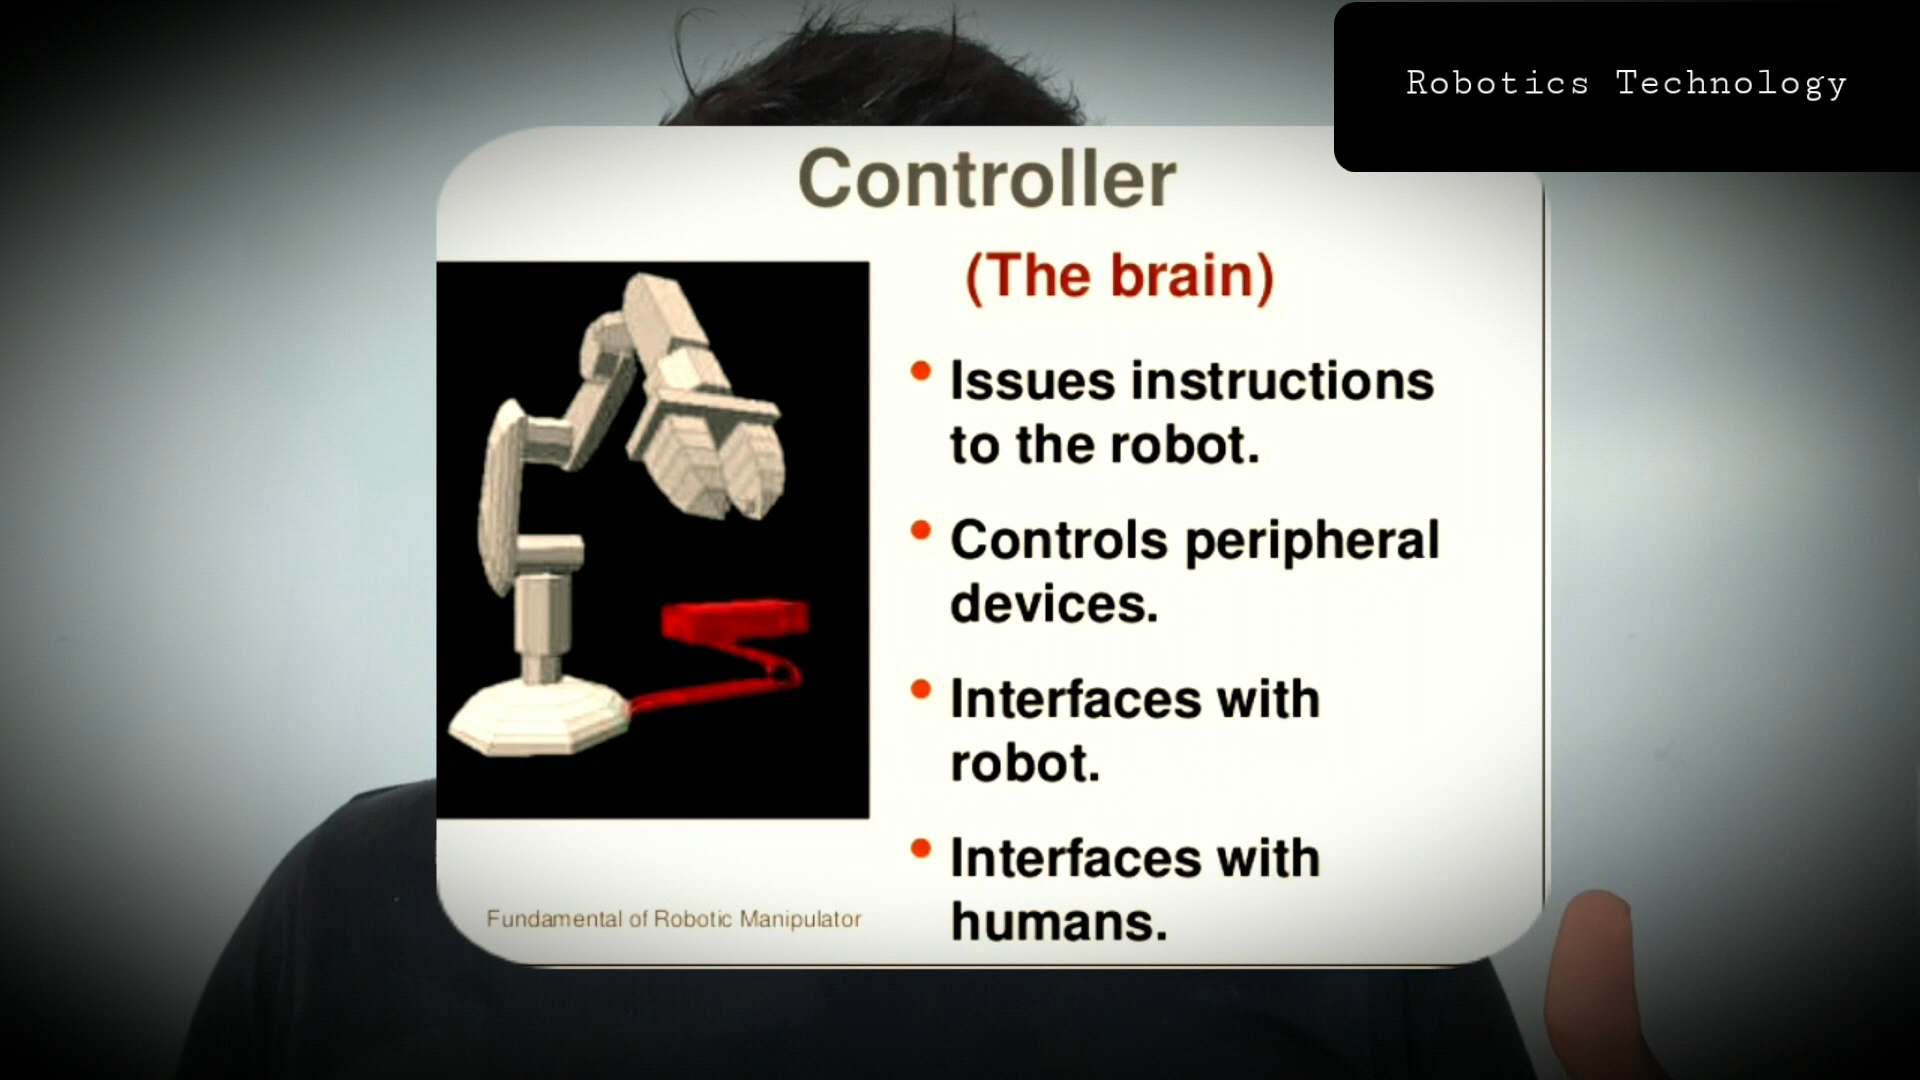 Robotics Technology
Controller
(The brain)
• Issues instructions
to the robot.
• Controls peripheral
devices.
• Interfaces with
robot.
• Interfaces with
humans.
Fundamental of Robotic Manipulator